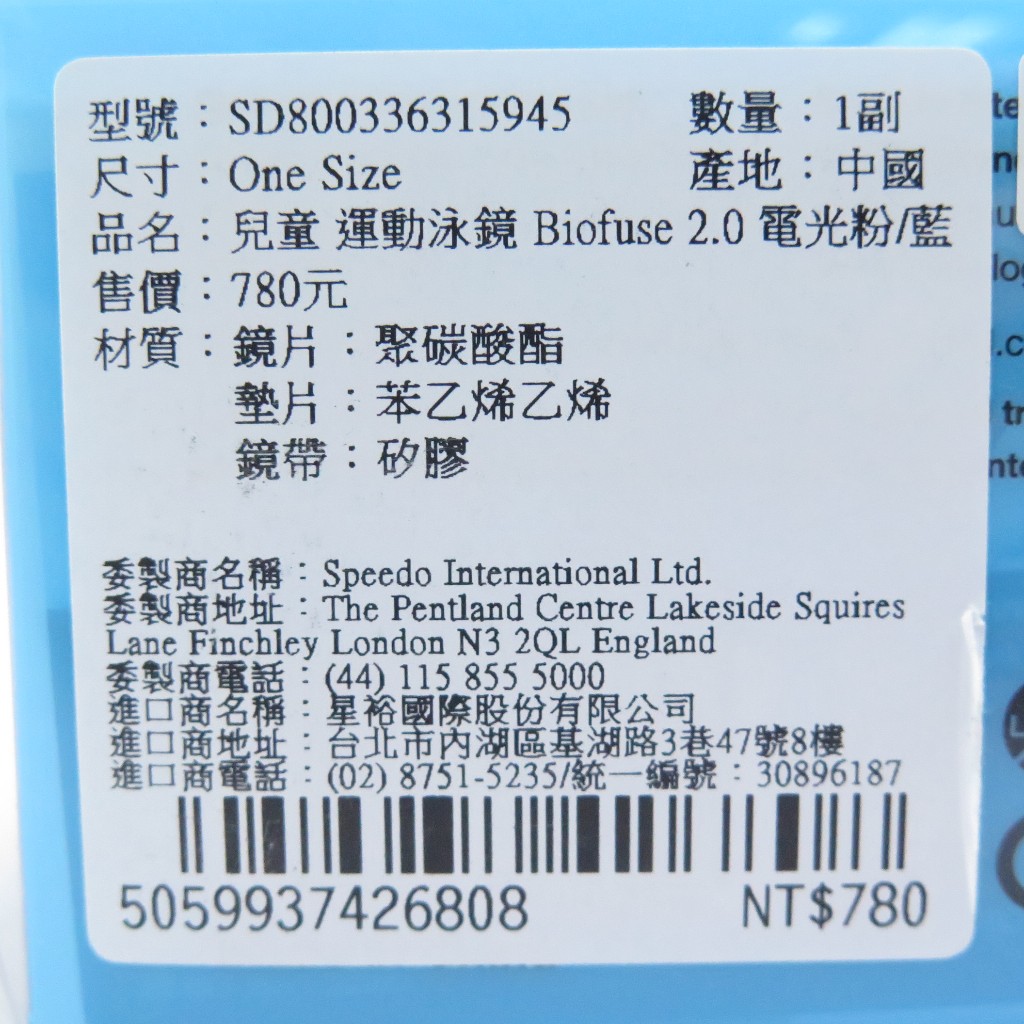 型號：SD800336315945 數量：1副
尺寸：One Size 產地：中國
品名：兒童 運動泳鏡 Biofuse 2.0 電光粉/藍
售價：780元
材質：鏡片：聚碳酸酯
墊片：苯乙烯乙烯
鏡帶：矽膠
委製商名稱：Speedo International Ltd.
委製商地址：The Pentland Centre Lakeside Squires
Lane Finchley London N3 2QL England
委製商電話：(44) 115 855 5000
進口商名稱：星裕國際股份有限公司
進口商地址：台北市內湖區基湖路3巷47號8樓
進口商電話：(02) 8751-5235/統一編號：30896187
5059937426808 NT$780